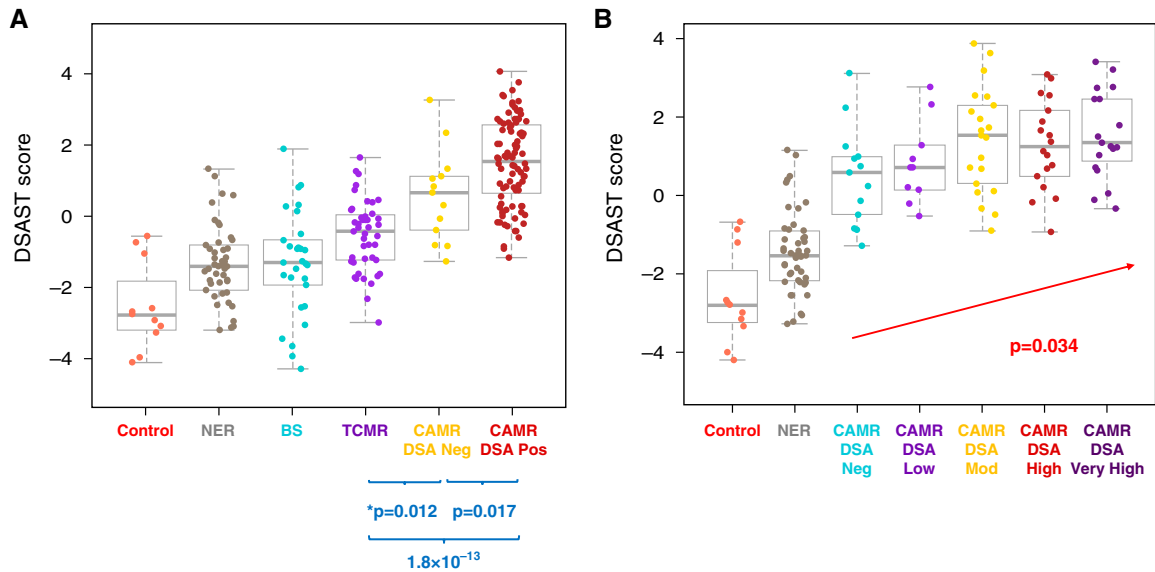 A
DSAST score
4
2
0
−2
−4
Control
NER
BS
TCMR
CAMR
DSA Neg
CAMR
DSA Pos
*p=0.012
p=0.017
1.8×10⁻¹³
B
DSAST score
4
2
0
−2
−4
p=0.034
Control
NER
CAMR
DSA
Neg
CAMR
DSA
Low
CAMR
DSA
Mod
CAMR
DSA
High
CAMR
DSA
Very High